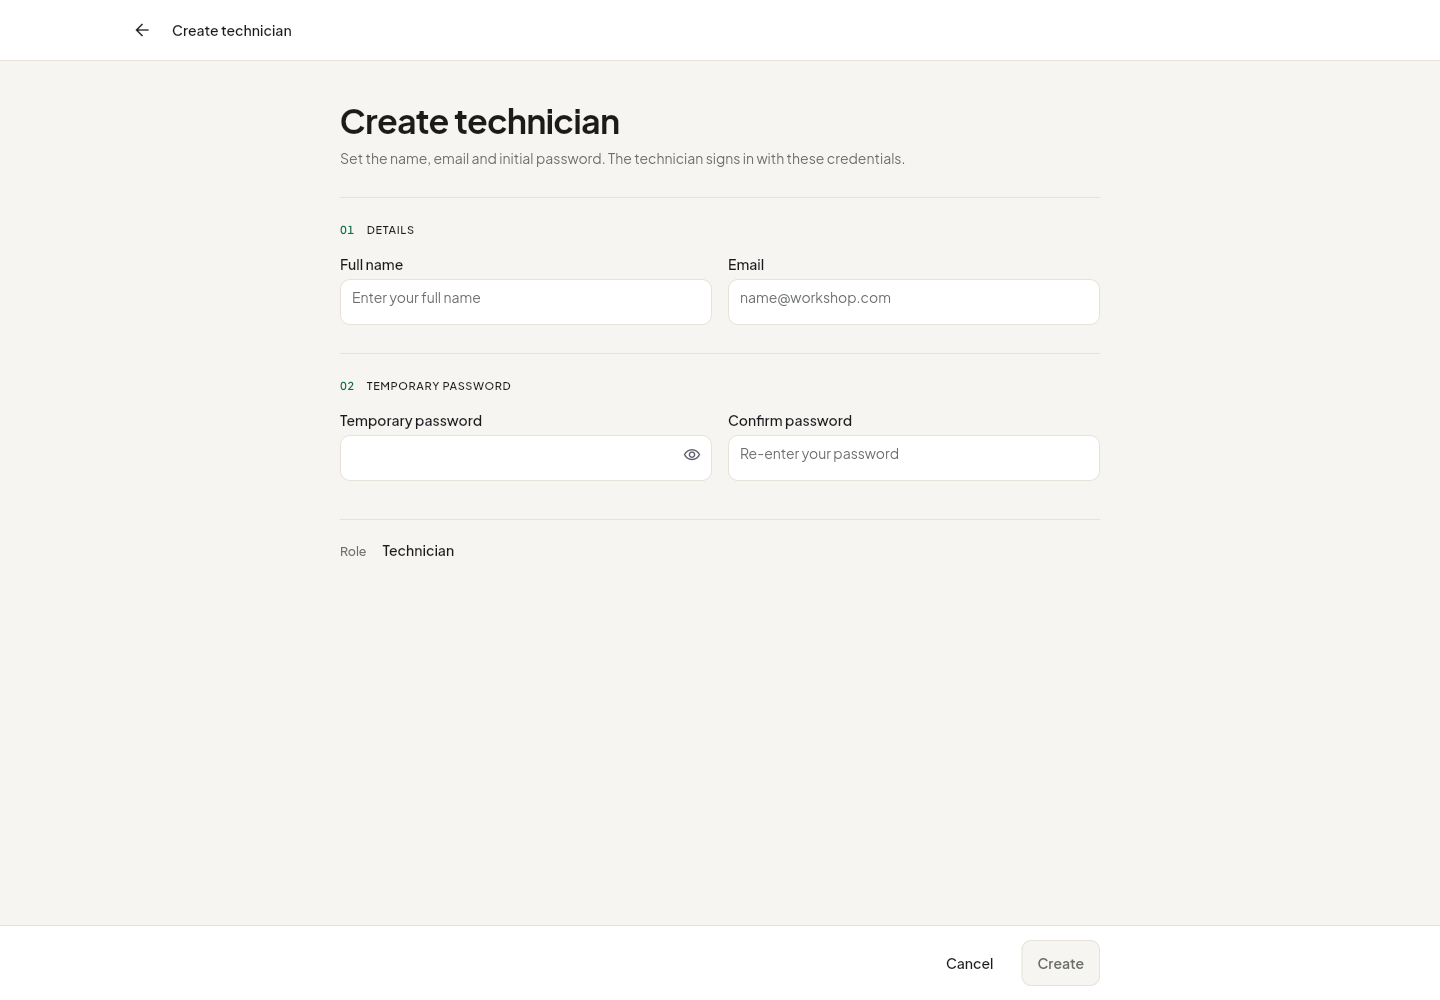 Create technician
Create technician
Set the name, email and initial password. The technician signs in with these credentials.
01 DETAILS
Full name
Email
Enter your full name
name@workshop.com
02 TEMPORARY PASSWORD
Temporary password
Confirm password
Re-enter your password
Role Technician
Cancel
Create